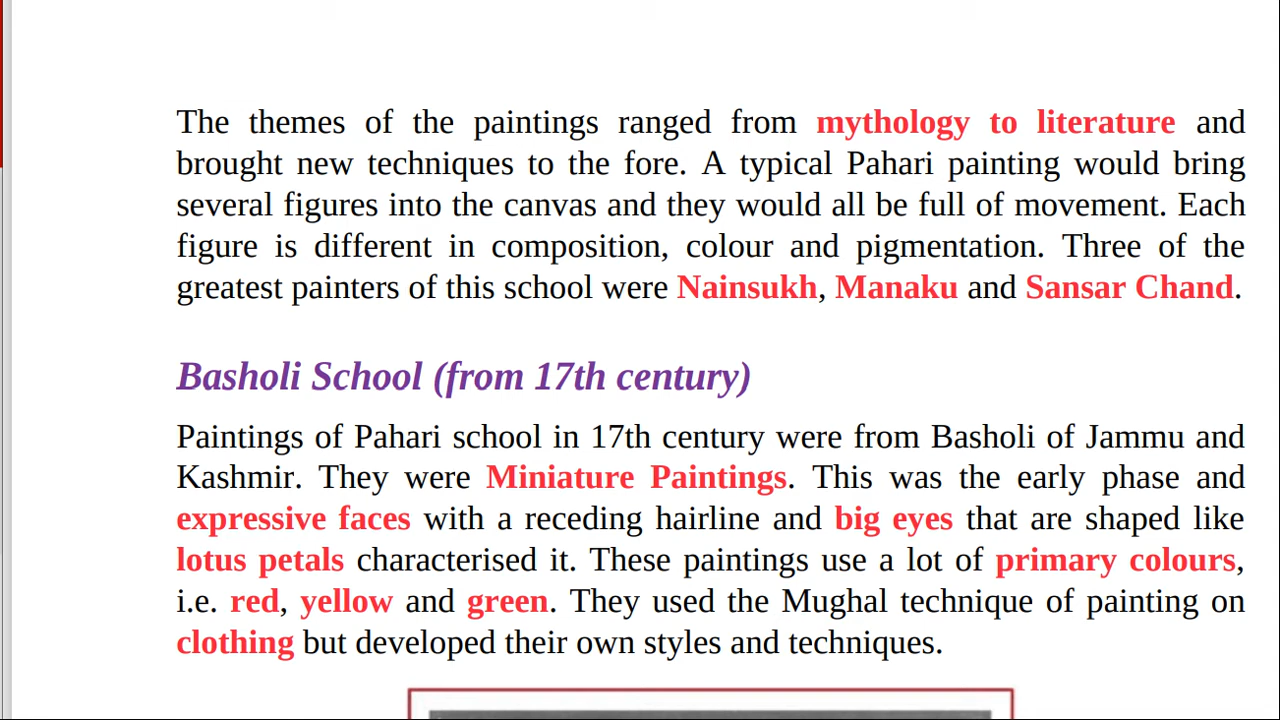 The themes of the paintings ranged from mythology to literature and
brought new techniques to the fore. A typical Pahari painting would bring
several figures into the canvas and they would all be full of movement. Each
figure is different in composition, colour and pigmentation. Three of the
greatest painters of this school were Nainsukh, Manaku and Sansar Chand.
Basholi School (from 17th century)
Paintings of Pahari school in 17th century were from Basholi of Jammu and
Kashmir. They were Miniature Paintings. This was the early phase and
expressive faces with a receding hairline and big eyes that are shaped like
lotus petals characterised it. These paintings use a lot of primary colours,
i.e. red, yellow and green. They used the Mughal technique of painting on
clothing but developed their own styles and techniques.